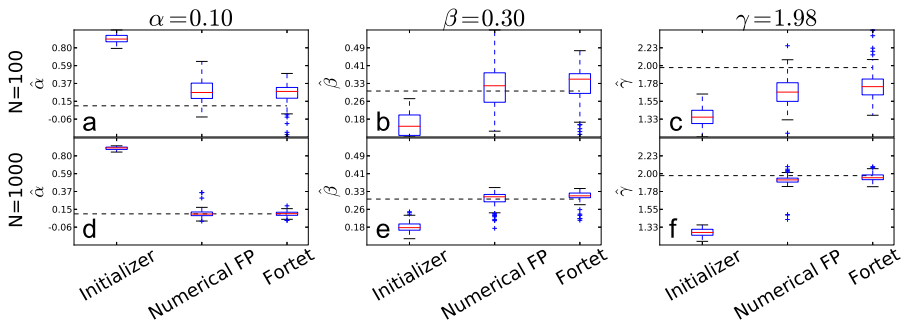 α=0.10
β=0.30
γ=1.98
N=100
α̂
0.80
0.59
0.37
0.15
-0.06
a
β̂
0.49
0.41
0.33
0.26
0.18
b
γ̂
2.23
2.00
1.78
1.55
1.33
c
N=1000
α̂
0.80
0.59
0.37
0.15
-0.06
d
β̂
0.49
0.41
0.33
0.26
0.18
e
γ̂
2.23
2.00
1.78
1.55
1.33
f
Initializer
Numerical FP
Fortet
Initializer
Numerical FP
Fortet
Initializer
Numerical FP
Fortet